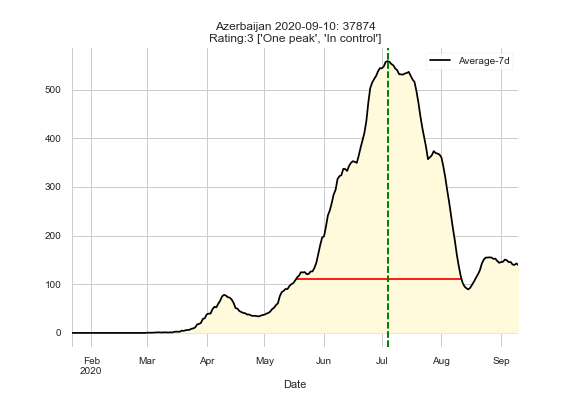 Azerbaijan 2020-09-10: 37874
Rating:3 ['One peak', 'In control']
Average-7d
500
400
300
200
100
0
Feb Mar Apr May Jun Jul Aug Sep
2020
Date